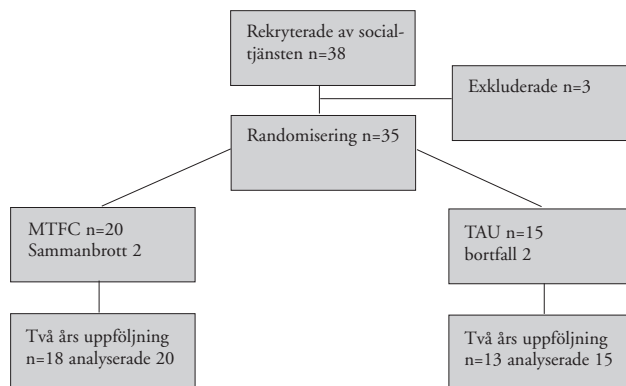 Rekryterade av social-
tjänsten n=38
Exkluderade n=3
Randomisering n=35
MTFC n=20
Sammanbrott 2
TAU n=15
bortfall 2
Två års uppföljning
n=18 analyserade 20
Två års uppföljning
n=13 analyserade 15